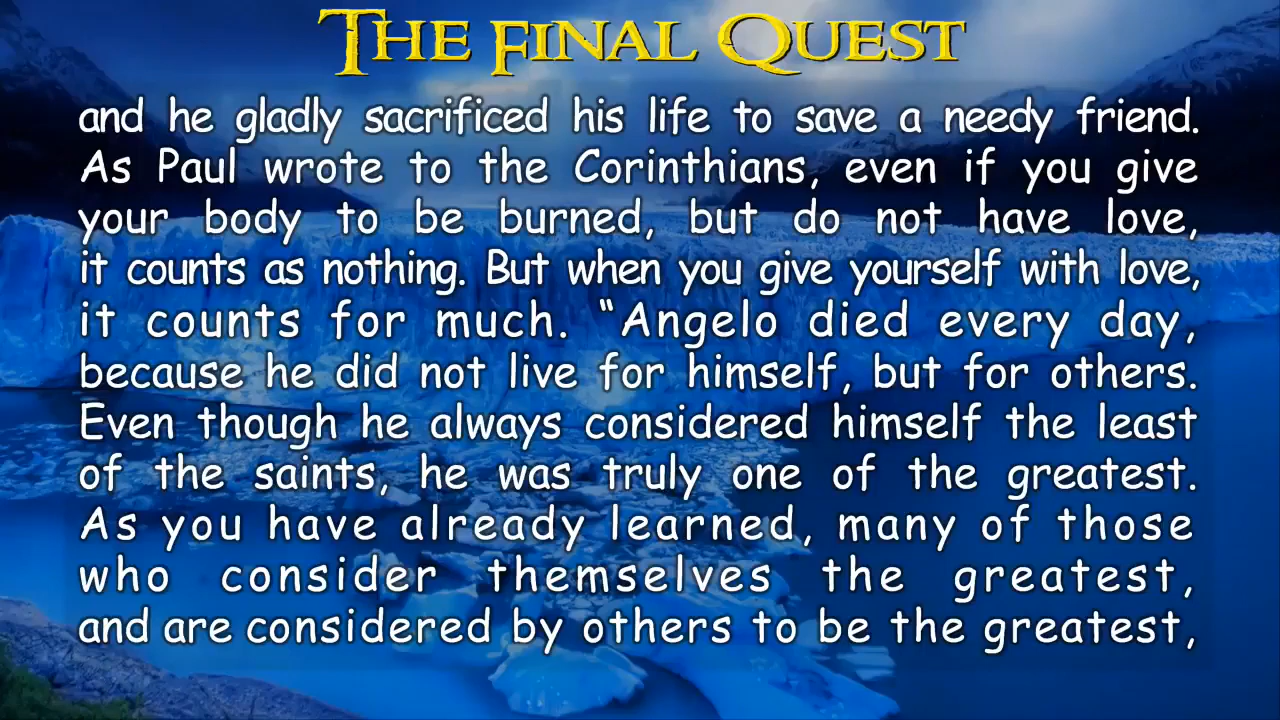 The Final Quest
and he gladly sacrificed his life to save a needy friend.
As Paul wrote to the Corinthians, even if you give
your body to be burned, but do not have love,
it counts as nothing. But when you give yourself with love,
it counts for much. “Angelo died every day,
because he did not live for himself, but for others.
Even though he always considered himself the least
of the saints, he was truly one of the greatest.
As you have already learned, many of those
who consider themselves the greatest,
and are considered by others to be the greatest,